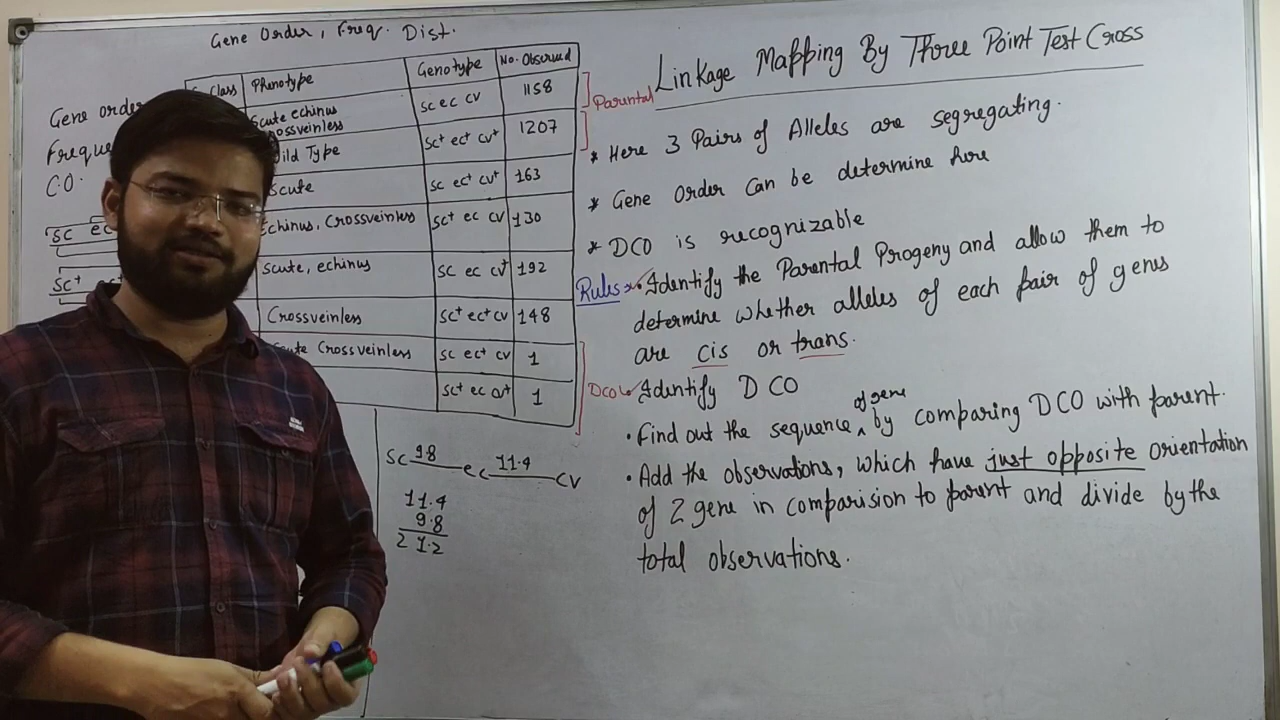 Gene Order, Freq. Dist.
Gene order
Freque
C.O.
sc ec
sc+
Class Phenotype Genotype No. Observed
Scute echinus
crossveinless sc ec cv 1158
Wild Type sc+ ec+ cv+ 1207
Parental
Scute sc ec+ cv+ 163
Echinus, Crossveinless sc+ ec cv 130
scute, echinus sc ec cv+ 192
Crossveinless sc+ ec+ cv 148
Scute Crossveinless sc ec+ cv 1
sc+ ec cv+ 1
DCO
sc 9.8 ec 11.4 cv
11.4
9.8
21.2
Linkage Mapping By Three Point Test Cross
* Here 3 Pairs of Alleles are segregating.
* Gene Order Can be determine here
* DCO is recognizable
Rules Identify the Parental Progeny and allow them to
determine whether alleles of each pair of genes
are cis or trans.
Identify DCO
• Find out the sequence of gene by comparing DCO with parent.
• Add the observations, which have just opposite orientation
of 2 gene in comparision to parent and divide by the
total observations.